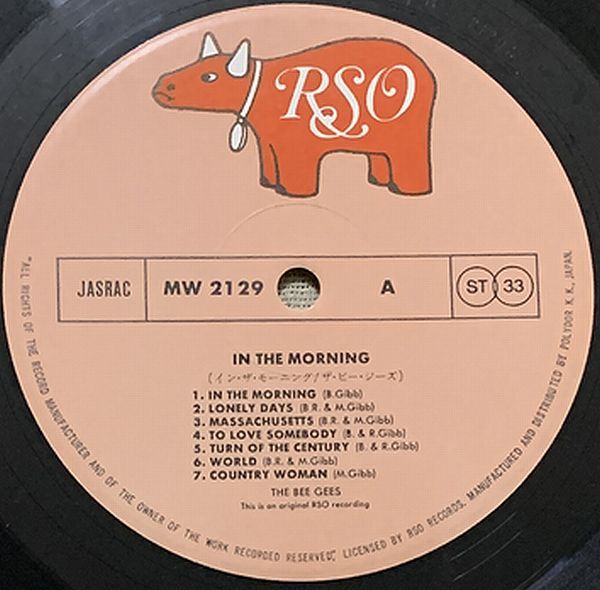 RSO
JASRAC MW 2129 A ST 33
IN THE MORNING
(イン・ザ・モーニング/ザ・ビー・ジーズ)
1. IN THE MORNING (B.Gibb)
2. LONELY DAYS (B.R. & M.Gibb)
3. MASSACHUSETTS (B.R. & M.Gibb)
4. TO LOVE SOMEBODY (B. & R.Gibb)
5. TURN OF THE CENTURY (B. & R.Gibb)
6. WORLD (B.R. & M.Gibb)
7. COUNTRY WOMAN (M.Gibb)
THE BEE GEES
This is an original RSO recording
"ALL RIGHTS OF THE RECORD MANUFACTURER AND OF THE OWNER OF THE WORK RECORDED RESERVED", LICENSED BY RSO RECORDS, MANUFACTURED AND DISTRIBUTED BY POLYDOR K.K., JAPAN.